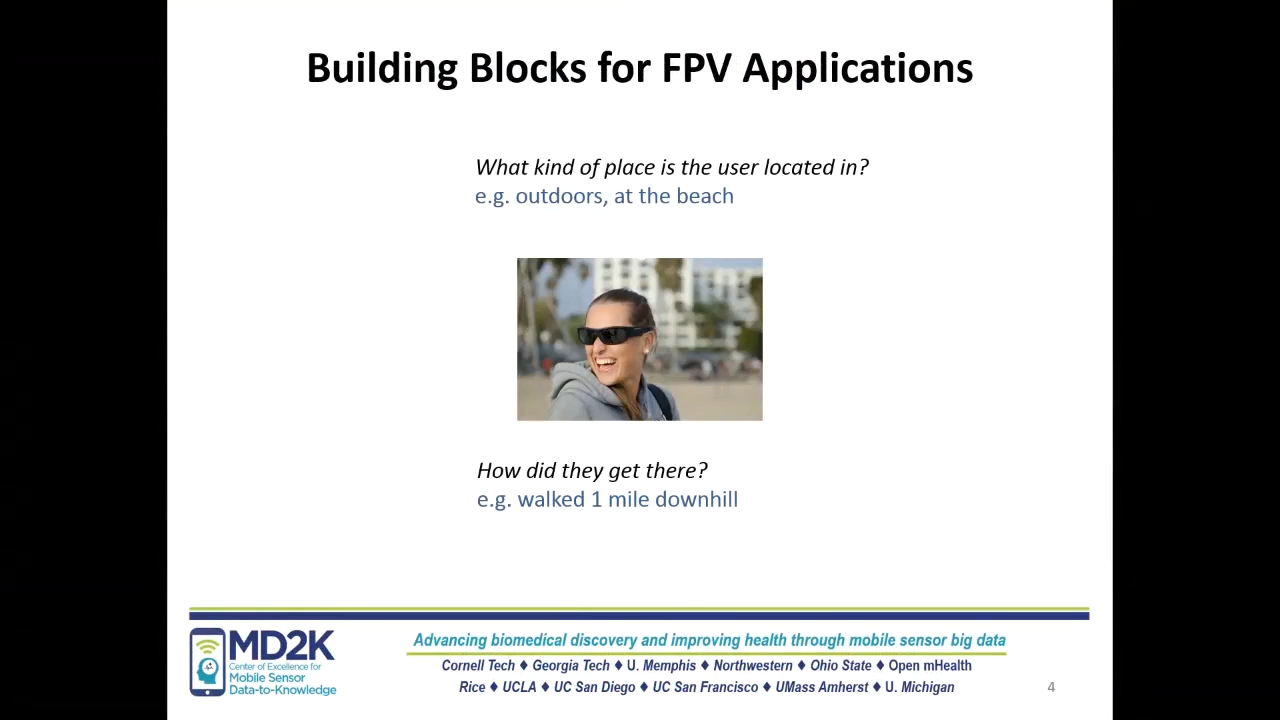 Building Blocks for FPV Applications
What kind of place is the user located in?
e.g. outdoors, at the beach
How did they get there?
e.g. walked 1 mile downhill
MD2K
Center of Excellence for
Mobile Sensor
Data-to-Knowledge
Advancing biomedical discovery and improving health through mobile sensor big data
Cornell Tech ♦ Georgia Tech ♦ U. Memphis ♦ Northwestern ♦ Ohio State ♦ Open mHealth
Rice ♦ UCLA ♦ UC San Diego ♦ UC San Francisco ♦ UMass Amherst ♦ U. Michigan
4